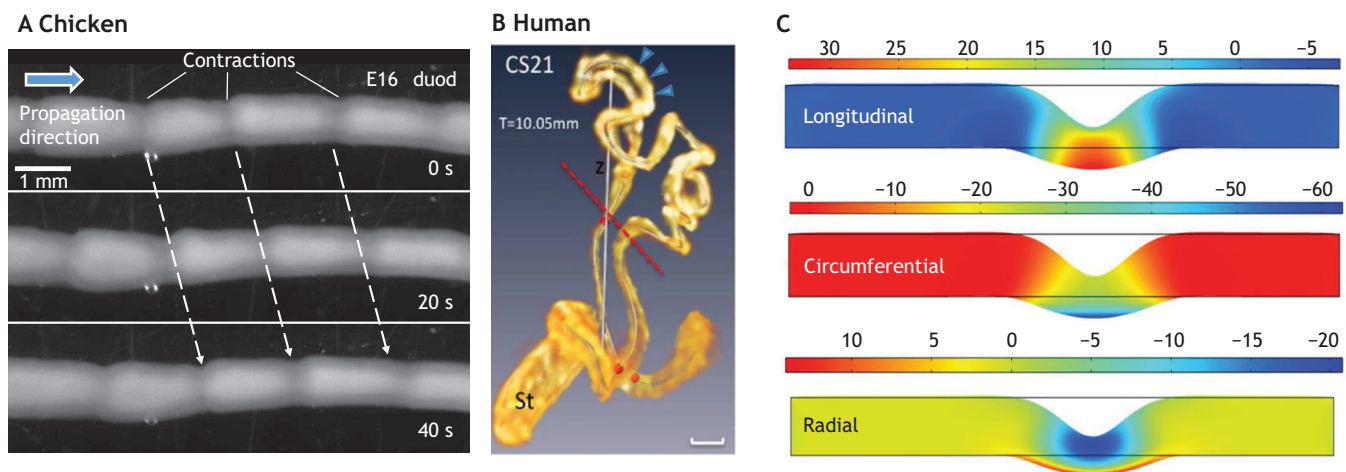 A Chicken
Contractions
E16 duod
Propagation
direction
1 mm
0 s
20 s
40 s
B Human
CS21
T=10.05mm
Z
St
C
30 25 20 15 10 5 0 −5
Longitudinal
0 −10 −20 −30 −40 −50 −60
Circumferential
10 5 0 −5 −10 −15 −20
Radial